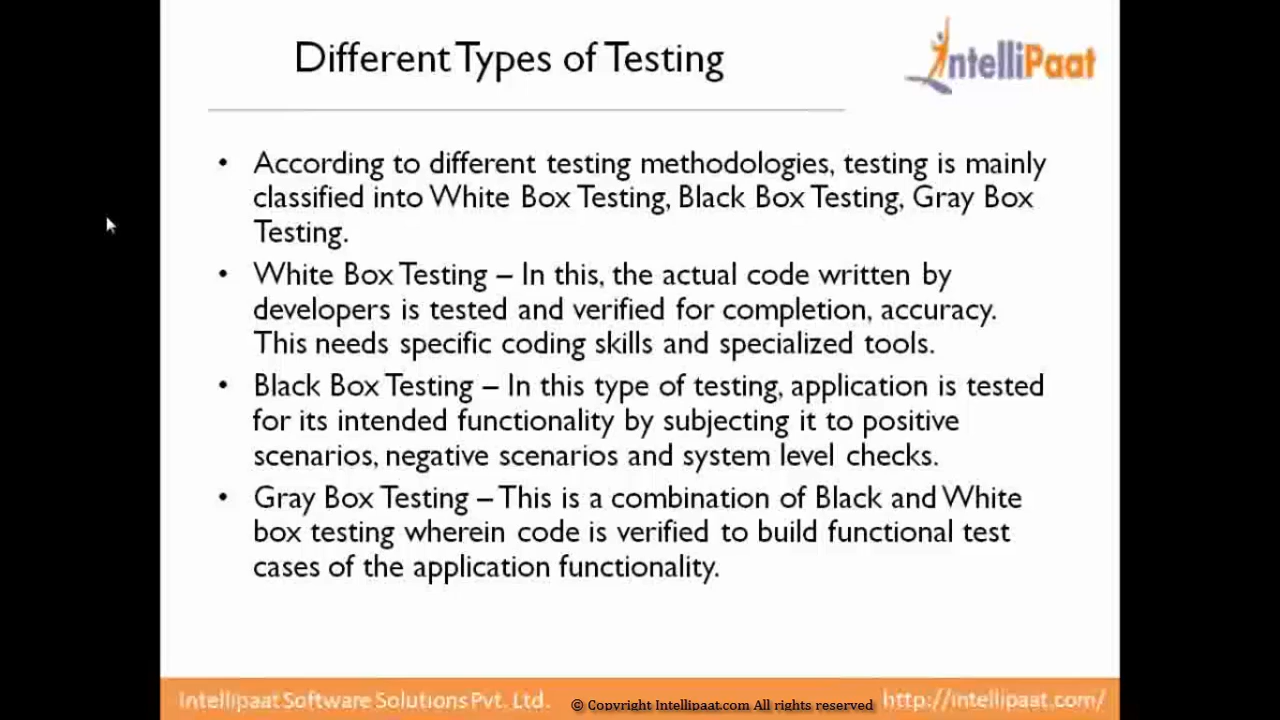 Different Types of Testing
IntelliPaat
• According to different testing methodologies, testing is mainly
classified into White Box Testing, Black Box Testing, Gray Box
Testing.
• White Box Testing – In this, the actual code written by
developers is tested and verified for completion, accuracy.
This needs specific coding skills and specialized tools.
• Black Box Testing – In this type of testing, application is tested
for its intended functionality by subjecting it to positive
scenarios, negative scenarios and system level checks.
• Gray Box Testing – This is a combination of Black and White
box testing wherein code is verified to build functional test
cases of the application functionality.
Intellipaat Software Solutions Pvt. Ltd.
© Copyright Intellipaat.com All rights reserved
http://intellipaat.com/